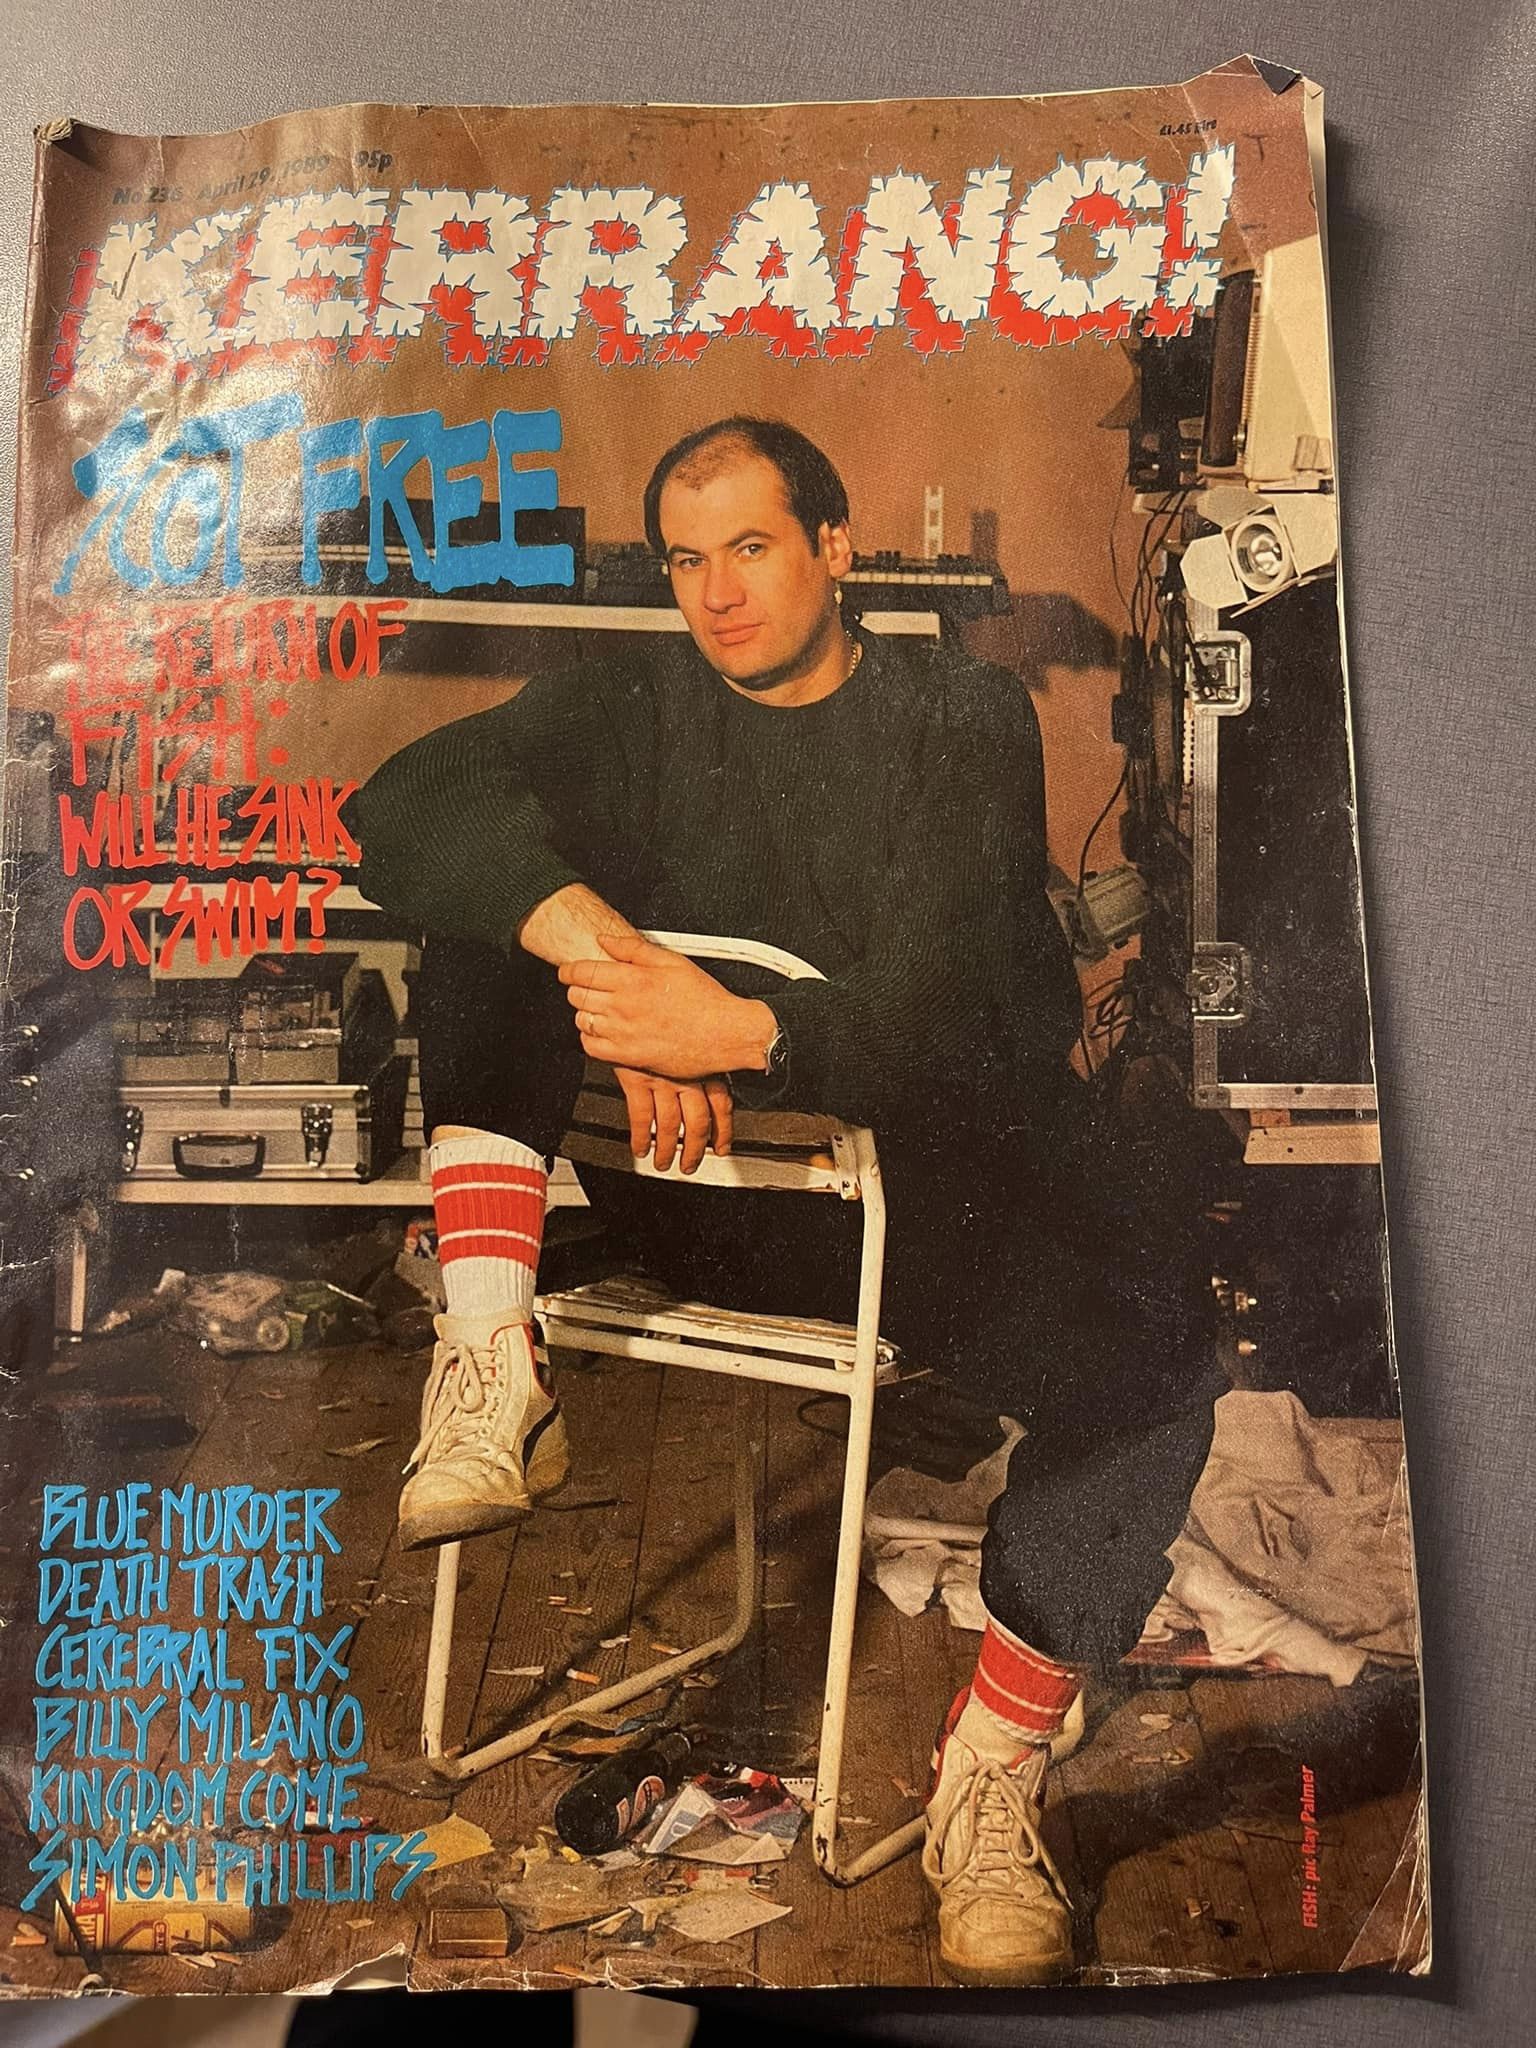 No 236 April 29, 1989 95p
£1.45 Eire
KERRANG!
SCOT FREE
THE RETURN OF
FISH:
WILL HE SINK
OR SWIM?
BLUE MURDER
DEATH TRASH
CEREBRAL FIX
BILLY MILANO
KINGDOM COME
SIMON PHILLIPS
FISH: pic Ray Palmer